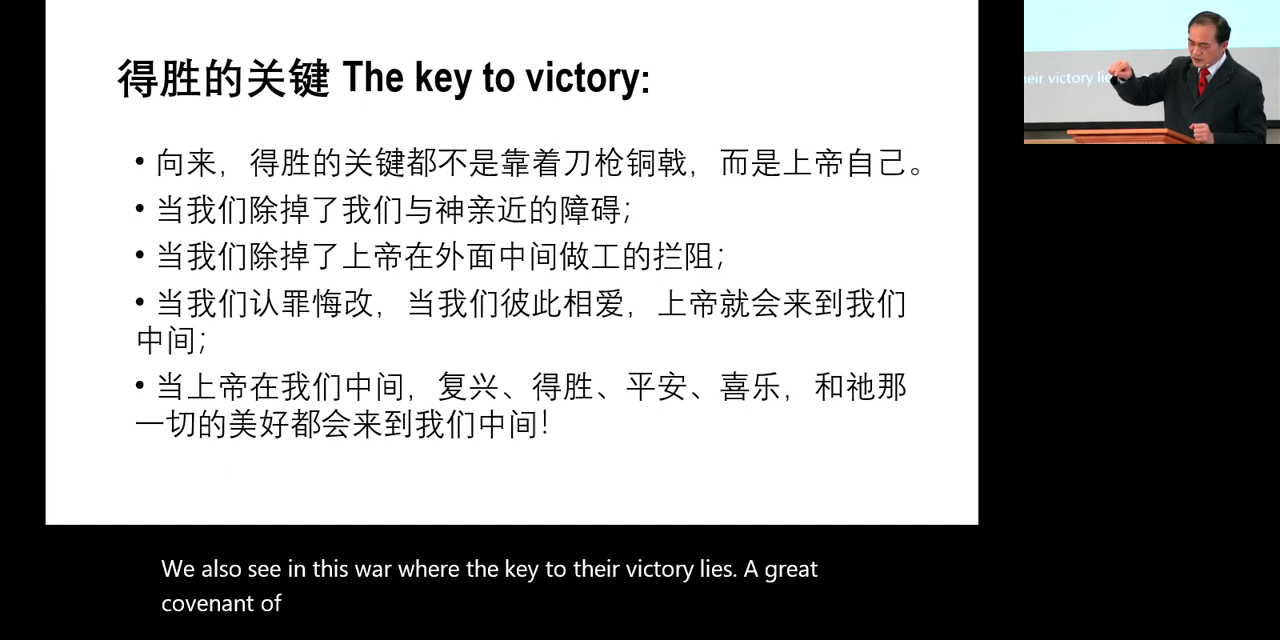 得胜的关键 The key to victory:
• 向来，得胜的关键都不是靠着刀枪铜戟，而是上帝自己。
• 当我们除掉了我们与神亲近的障碍；
• 当我们除掉了上帝在外面中间做工的拦阻；
• 当我们认罪悔改，当我们彼此相爱，上帝就会来到我们
中间；
• 当上帝在我们中间，复兴、得胜、平安、喜乐，和祂那
一切的美好都会来到我们中间！
their victory lie
We also see in this war where the key to their victory lies. A great
covenant of